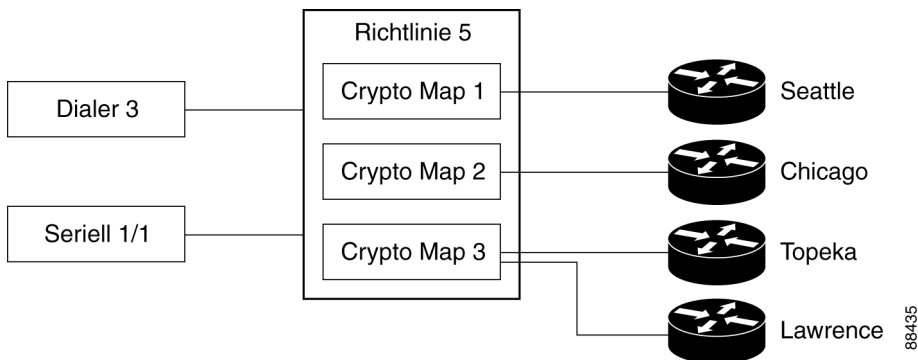 Richtlinie 5
Dialer 3
Seriell 1/1
Crypto Map 1
Crypto Map 2
Crypto Map 3
Seattle
Chicago
Topeka
Lawrence
88435